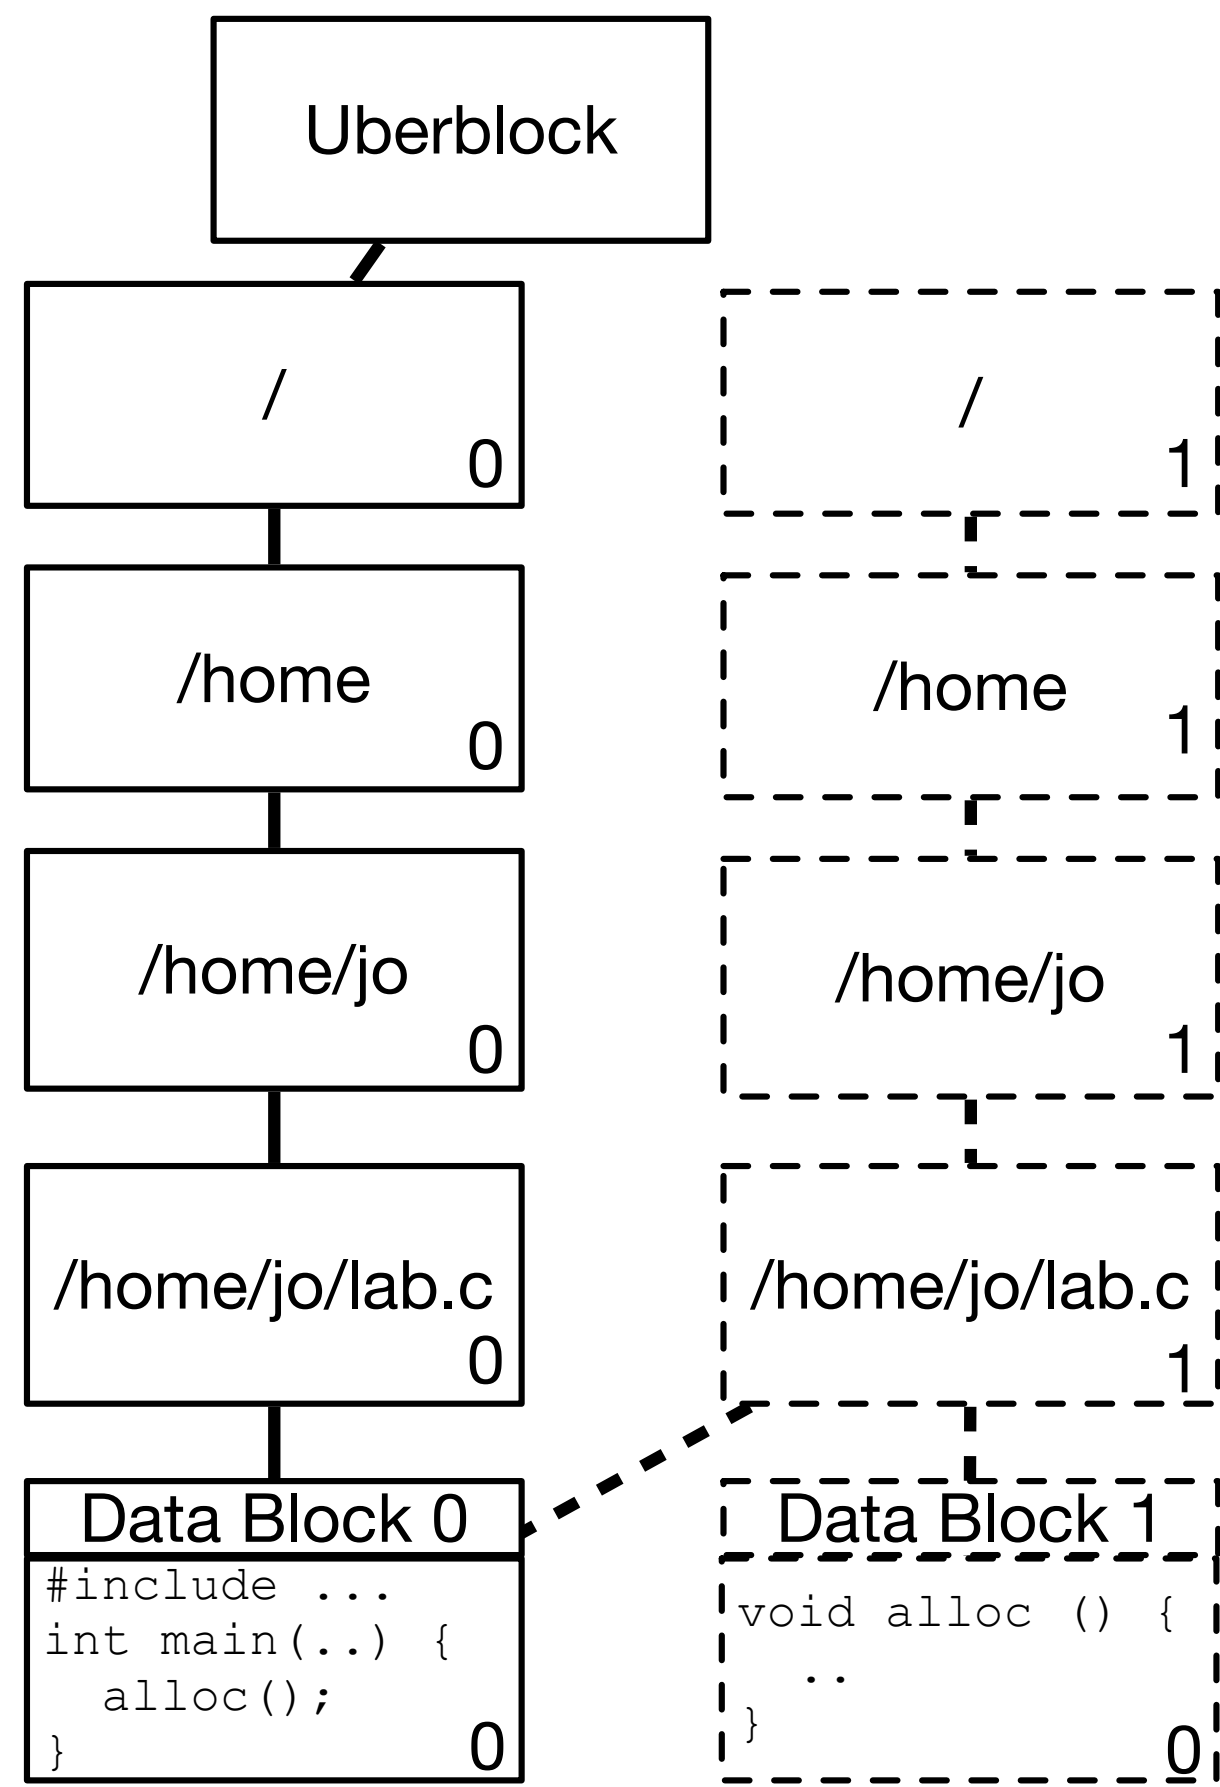 Uberblock
/
0
/home
0
/home/jo
0
/home/jo/lab.c
0
Data Block 0
#include ...
int main(..) {
  alloc();
}
0
/
1
/home
1
/home/jo
1
/home/jo/lab.c
1
Data Block 1
void alloc () {
  ..
}
0